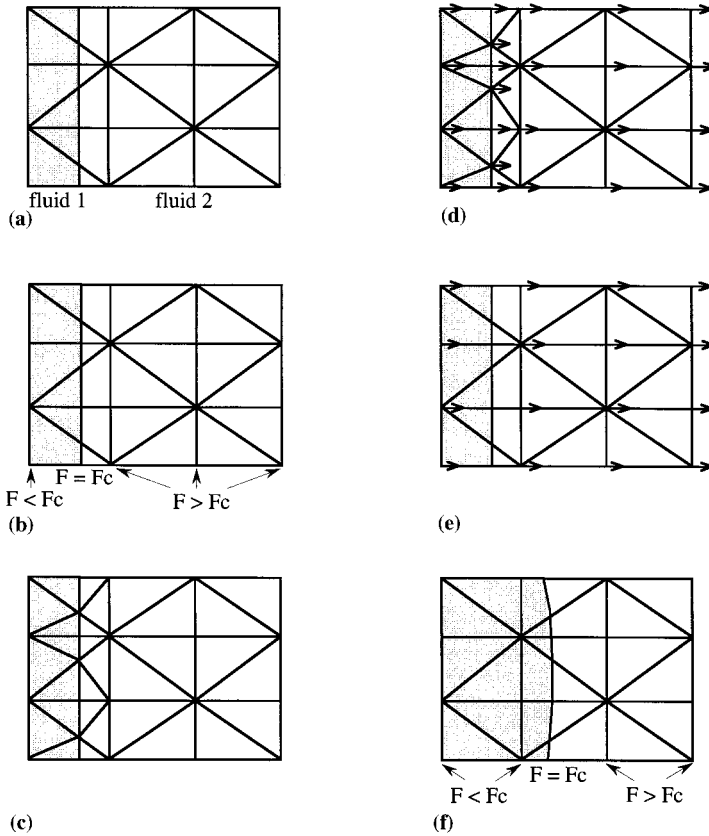 fluid 1 fluid 2
(a)
(d)
F = Fc
F < Fc F > Fc
(b)
(e)
(c)
F = Fc
F < Fc F > Fc
(f)